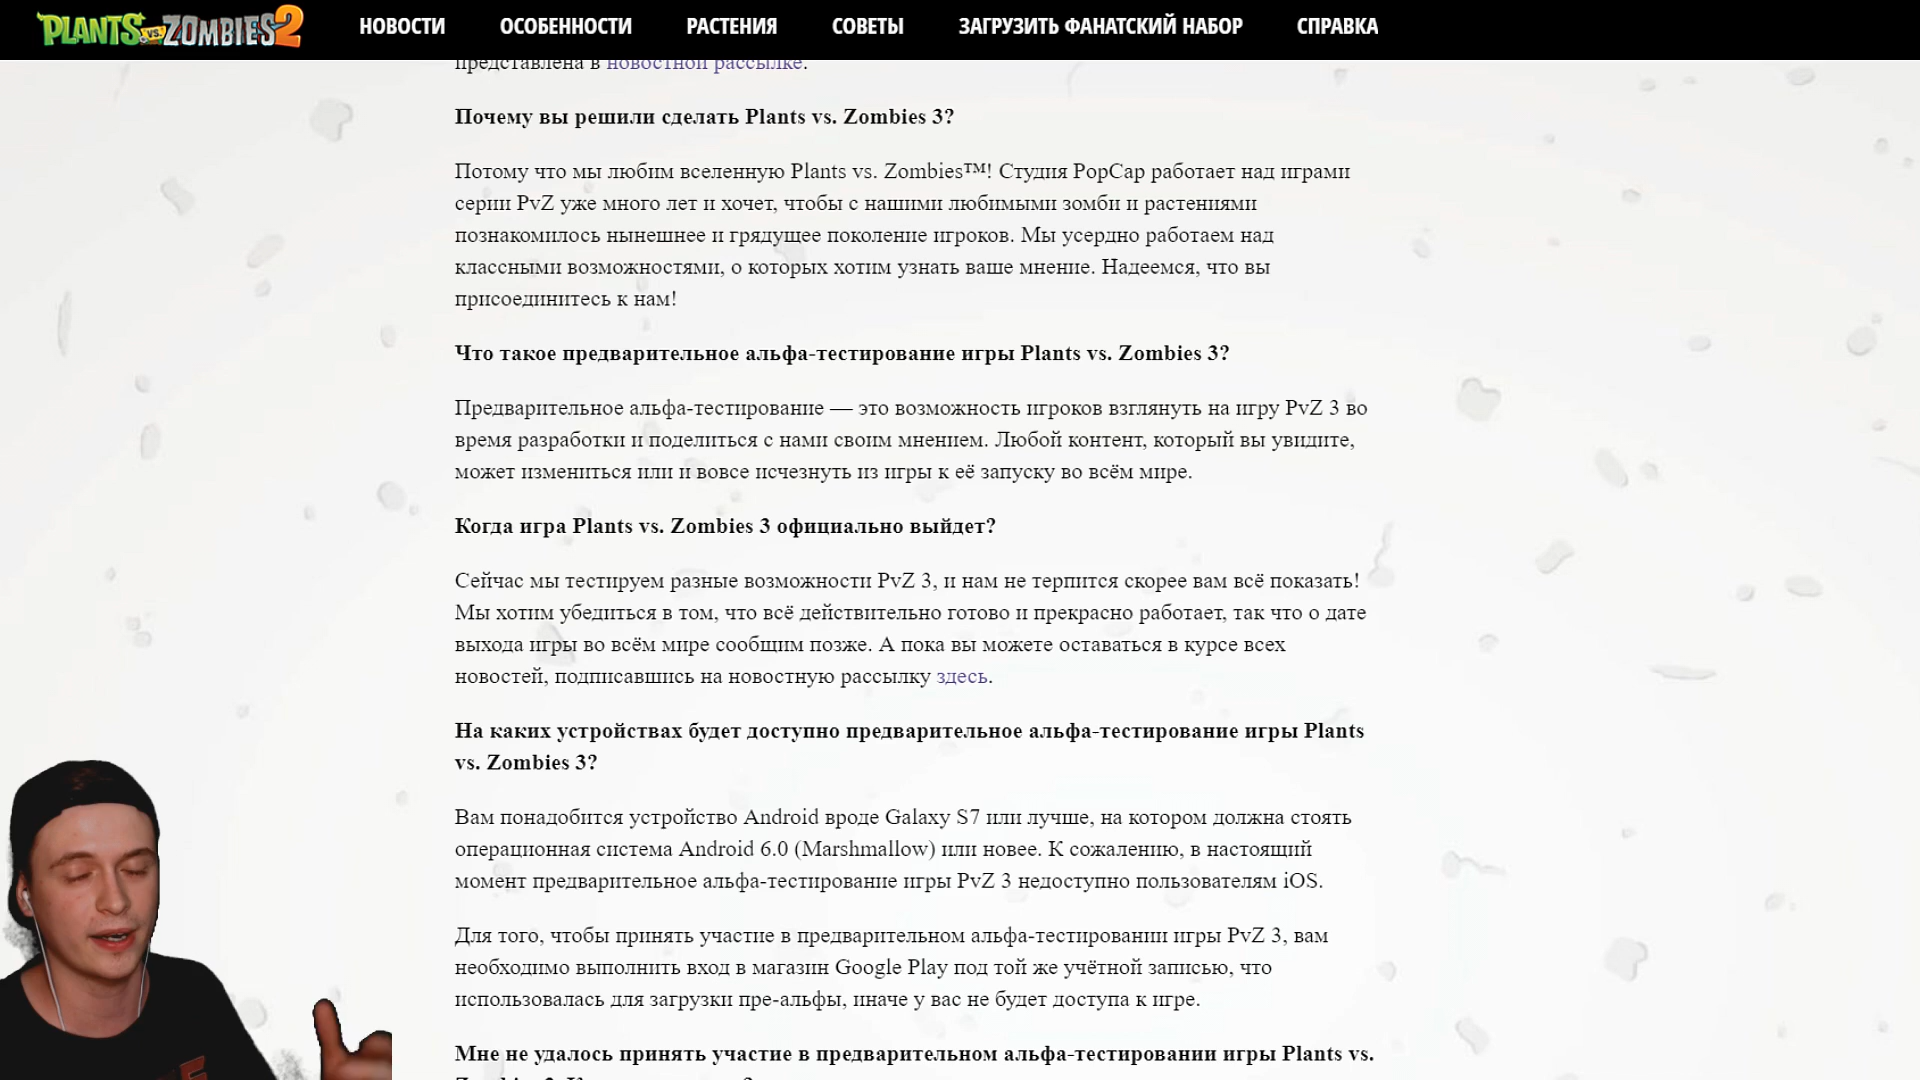 PLANTS VS. ZOMBIES 2
НОВОСТИ
ОСОБЕННОСТИ
РАСТЕНИЯ
СОВЕТЫ
ЗАГРУЗИТЬ ФАНАТСКИЙ НАБОР
СПРАВКА
представлена в новостной рассылке.
Почему вы решили сделать Plants vs. Zombies 3?
Потому что мы любим вселенную Plants vs. Zombies™! Студия PopCap работает над играми
серии PvZ уже много лет и хочет, чтобы с нашими любимыми зомби и растениями
познакомилось нынешнее и грядущее поколение игроков. Мы усердно работаем над
классными возможностями, о которых хотим узнать ваше мнение. Надеемся, что вы
присоединитесь к нам!
Что такое предварительное альфа-тестирование игры Plants vs. Zombies 3?
Предварительное альфа-тестирование — это возможность игроков взглянуть на игру PvZ 3 во
время разработки и поделиться с нами своим мнением. Любой контент, который вы увидите,
может измениться или и вовсе исчезнуть из игры к её запуску во всём мире.
Когда игра Plants vs. Zombies 3 официально выйдет?
Сейчас мы тестируем разные возможности PvZ 3, и нам не терпится скорее вам всё показать!
Мы хотим убедиться в том, что всё действительно готово и прекрасно работает, так что о дате
выхода игры во всём мире сообщим позже. А пока вы можете оставаться в курсе всех
новостей, подписавшись на новостную рассылку здесь.
На каких устройствах будет доступно предварительное альфа-тестирование игры Plants
vs. Zombies 3?
Вам понадобится устройство Android вроде Galaxy S7 или лучше, на котором должна стоять
операционная система Android 6.0 (Marshmallow) или новее. К сожалению, в настоящий
момент предварительное альфа-тестирование игры PvZ 3 недоступно пользователям iOS.
Для того, чтобы принять участие в предварительном альфа-тестировании игры PvZ 3, вам
необходимо выполнить вход в магазин Google Play под той же учётной записью, что
использовалась для загрузки пре-альфы, иначе у вас не будет доступа к игре.
Мне не удалось принять участие в предварительном альфа-тестировании игры Plants vs.